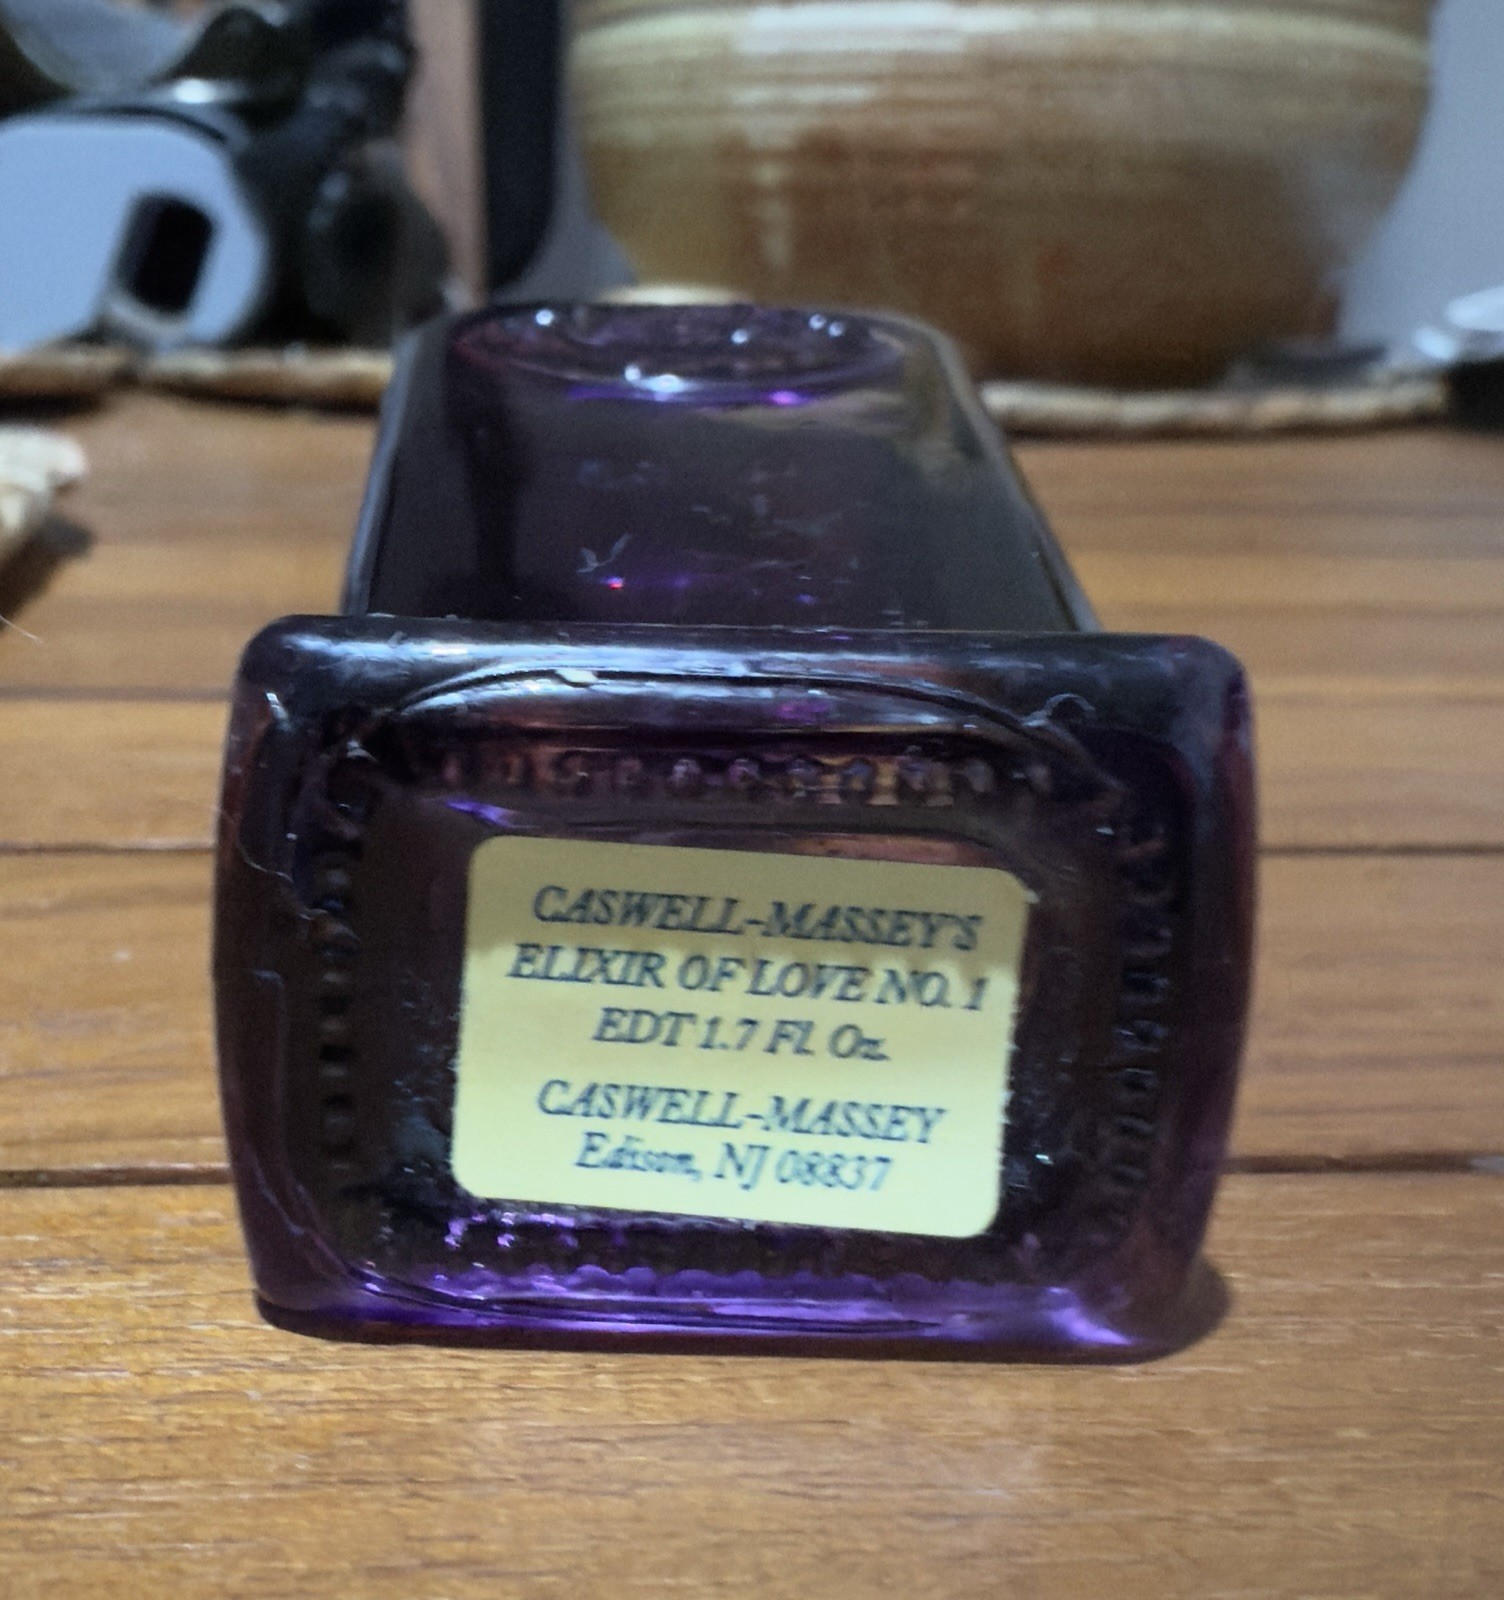 CASWELL-MASSEY'S
ELIXIR OF LOVE NO. 1
EDT 1.7 Fl. Oz.
CASWELL-MASSEY
Edison, NJ 08837